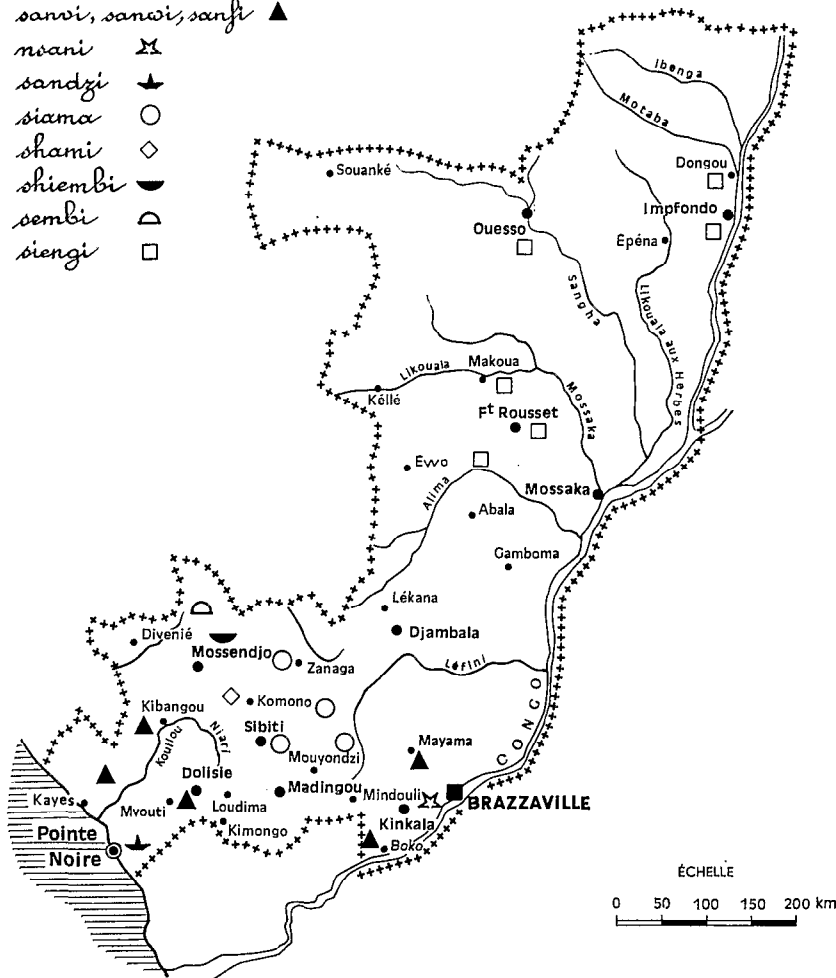 sanvi, sanwi, sanfi
nsani
sandzi
siama
shami
shiembi
sembi
siengi
Ibenga
Motaba
Dongou
Souanké
Impfondo
Ouesso
Épéna
Sangha
Likouala aux Herbes
Likouala
Makoua
Mossaka
Kéllé
Ft Rousset
Ewo
Mossaka
Alima
Abala
Gamboma
Lékana
Djambala
Divenié
Mossendjo
Zanaga
Léfini
Komono
Kibangou
CONGO
Sibiti
Niari
Kouilou
Mouyondzi
Mayama
Dolisie
Madingou
Mindouli
BRAZZAVILLE
Kayes
Mvouti
Loudima
Kinkala
Kimongo
Pointe
Noire
Boko
ÉCHELLE
0 50 100 150 200 km